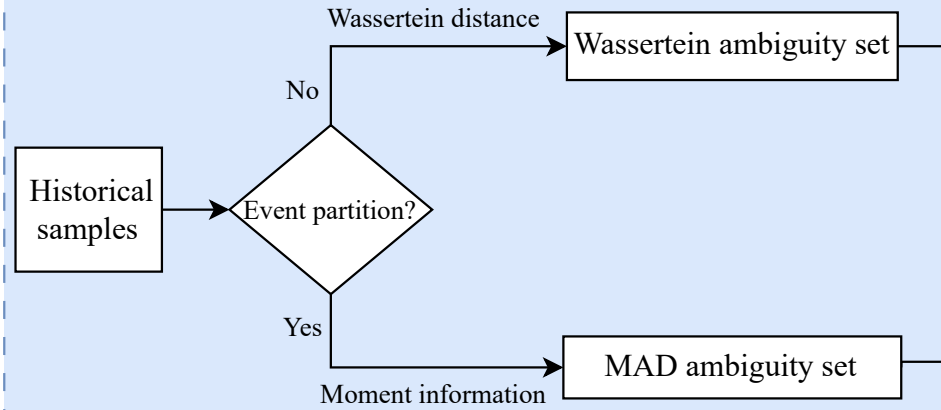 Wassertein distance
Wassertein ambiguity set
No
Historical
samples
Event partition?
Yes
MAD ambiguity set
Moment information